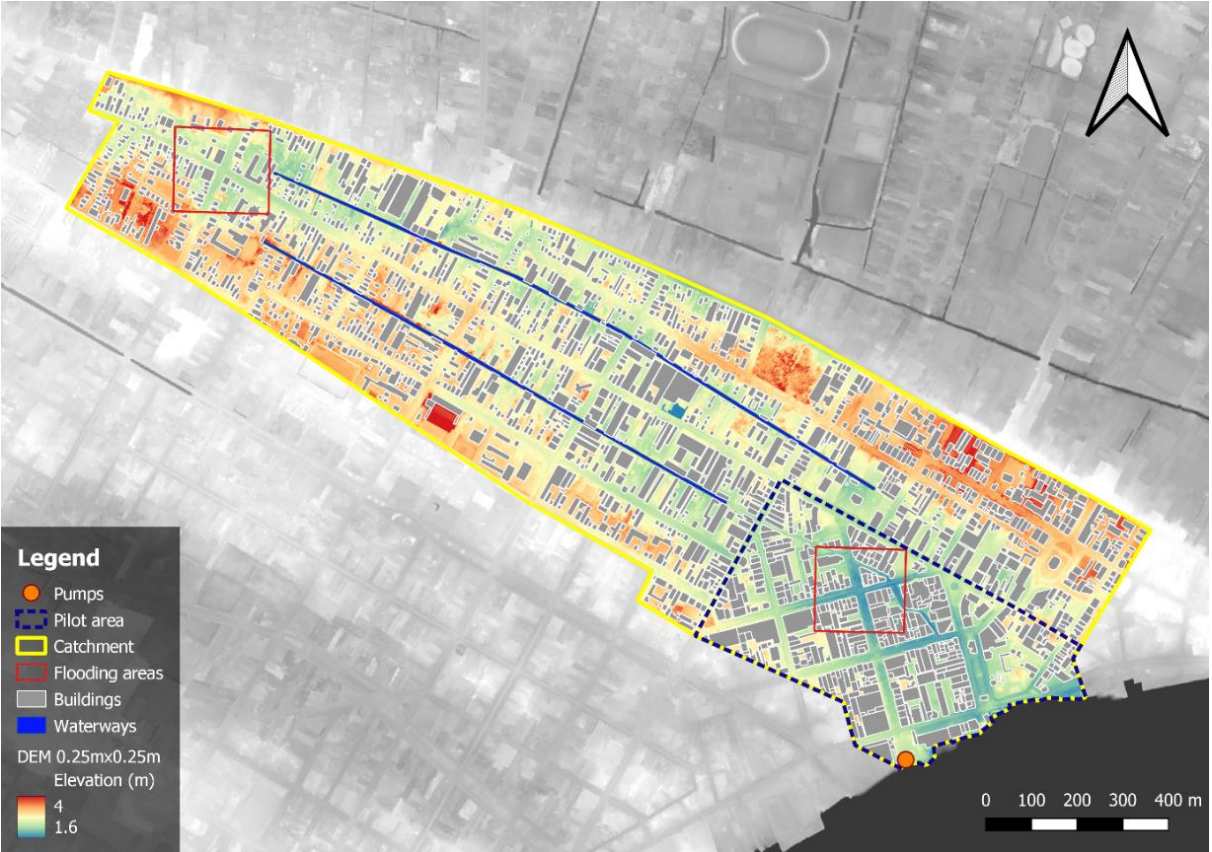 Legend
Pumps
Pilot area
Catchment
Flooding areas
Buildings
Waterways
DEM 0.25mx0.25m
Elevation (m)
4
1.6
0 100 200 300 400 m